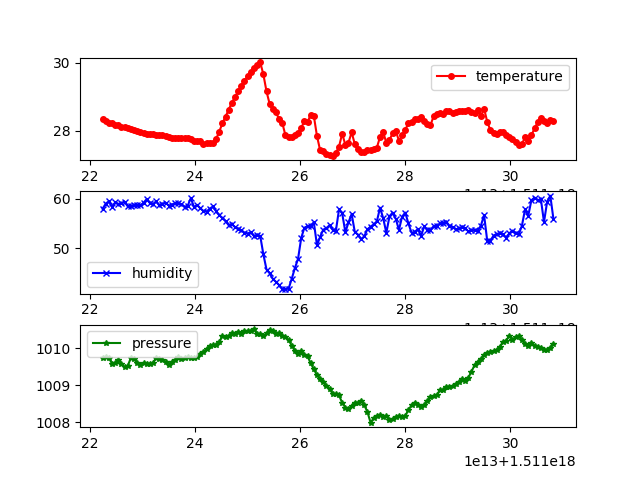 30
28
temperature
22 24 26 28 30
1e13+1.511e18
60
50
humidity
22 24 26 28 30
1e13+1.511e18
1010
1009
1008
pressure
22 24 26 28 30
1e13+1.511e18